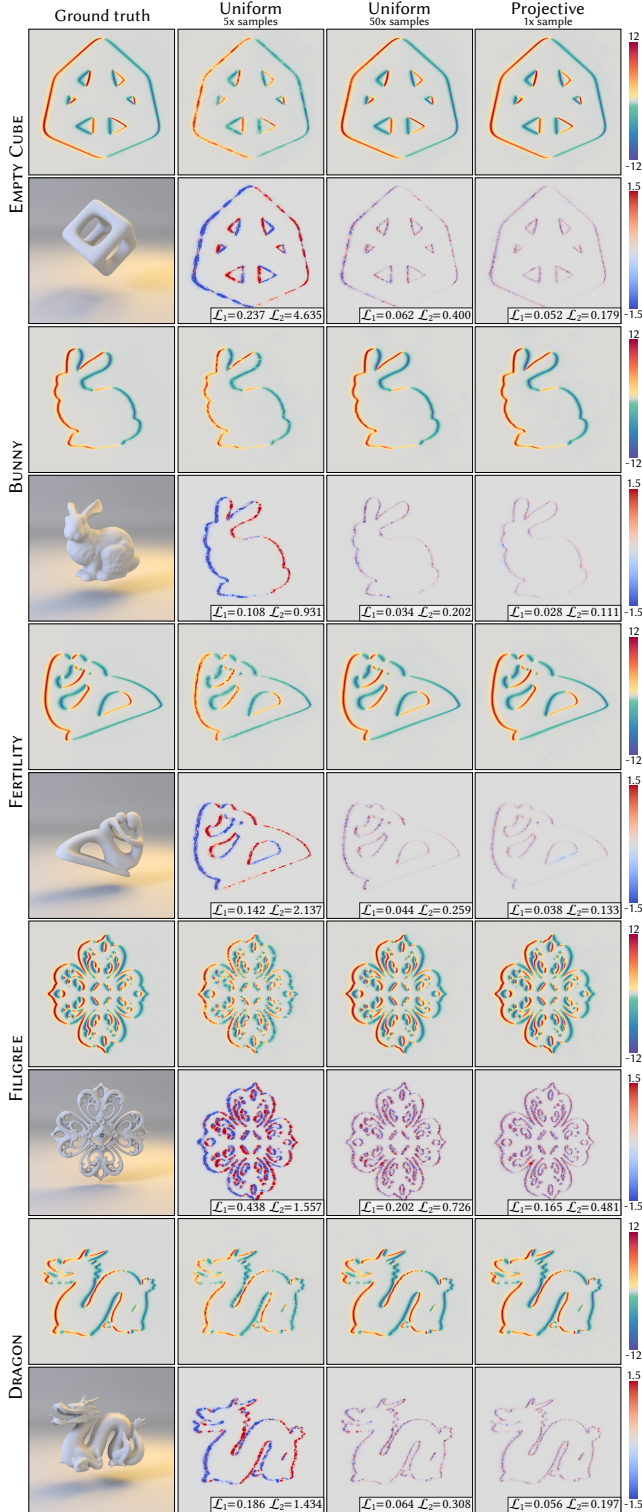 Ground truth
Uniform
5x samples
Uniform
50x samples
Projective
1x sample
EMPTY CUBE
12
-12
1.5
-1.5
ℒ1=0.237 ℒ2=4.635
ℒ1=0.062 ℒ2=0.400
ℒ1=0.052 ℒ2=0.179
BUNNY
12
-12
1.5
-1.5
ℒ1=0.108 ℒ2=0.931
ℒ1=0.034 ℒ2=0.202
ℒ1=0.028 ℒ2=0.111
FERTILITY
12
-12
1.5
-1.5
ℒ1=0.142 ℒ2=2.137
ℒ1=0.044 ℒ2=0.259
ℒ1=0.038 ℒ2=0.133
FILIGREE
12
-12
1.5
-1.5
ℒ1=0.438 ℒ2=1.557
ℒ1=0.202 ℒ2=0.726
ℒ1=0.165 ℒ2=0.481
DRAGON
12
-12
1.5
-1.5
ℒ1=0.186 ℒ2=1.434
ℒ1=0.064 ℒ2=0.308
ℒ1=0.056 ℒ2=0.197